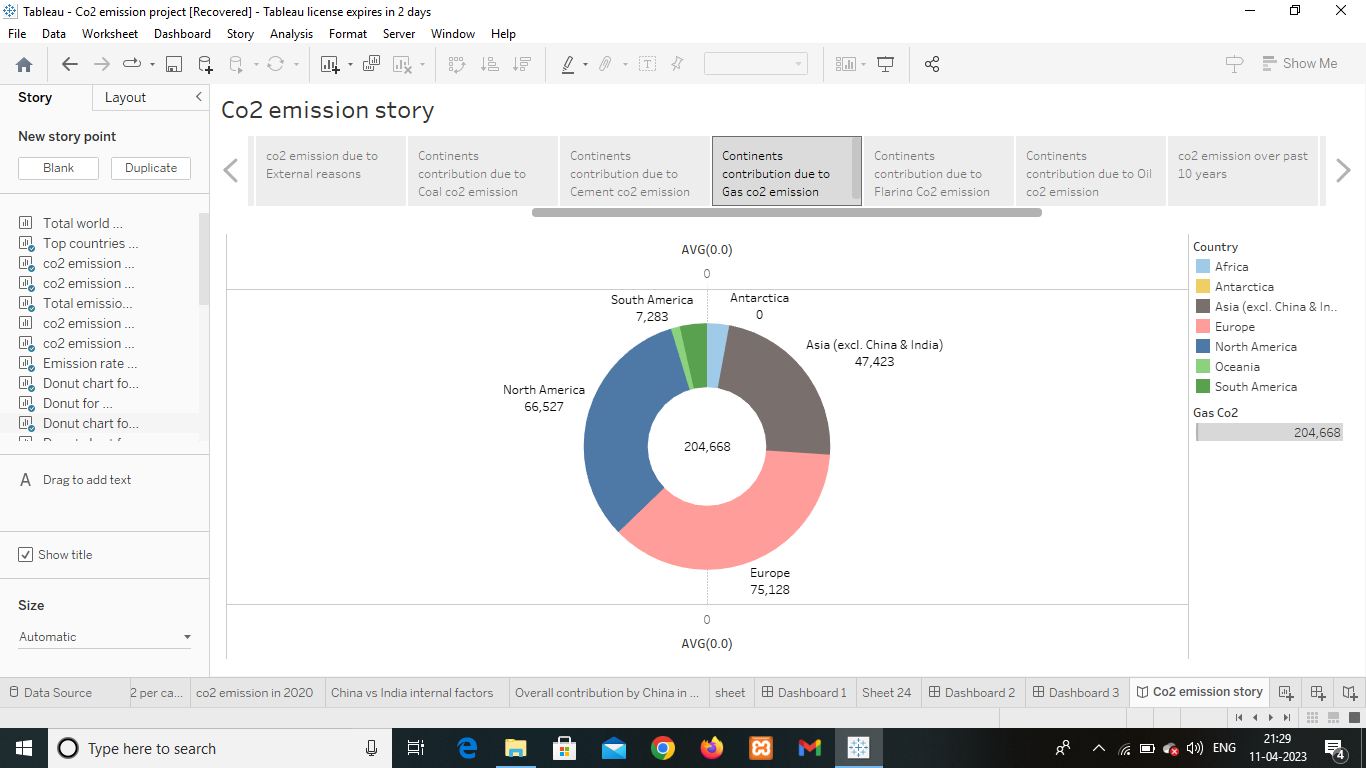 Tableau - Co2 emission project [Recovered] - Tableau license expires in 2 days
File Data Worksheet Dashboard Story Analysis Format Server Window Help
Show Me
Story Layout
New story point
Blank Duplicate
Total world ...
Top countries ...
co2 emission ...
co2 emission ...
Total emissio...
co2 emission ...
co2 emission ...
Emission rate ...
Donut chart fo...
Donut for ...
Donut chart fo...
A Drag to add text
Show title
Size
Automatic
Co2 emission story
co2 emission due to
External reasons
Continents
contribution due to
Coal co2 emission
Continents
contribution due to
Cement co2 emission
Continents
contribution due to
Gas co2 emission
Continents
contribution due to
Flaring Co2 emission
Continents
contribution due to Oil
co2 emission
co2 emission over past
10 years
AVG(0.0)
0
South America
7,283
Antarctica
0
Asia (excl. China & India)
47,423
North America
66,527
204,668
Europe
75,128
0
AVG(0.0)
Country
Africa
Antarctica
Asia (excl. China & In..
Europe
North America
Oceania
South America
Gas Co2
204,668
Data Source 2 per ca... co2 emission in 2020 China vs India internal factors Overall contribution by China in ... sheet Dashboard 1 Sheet 24 Dashboard 2 Dashboard 3 Co2 emission story
Type here to search
ENG
21:29
11-04-2023
4